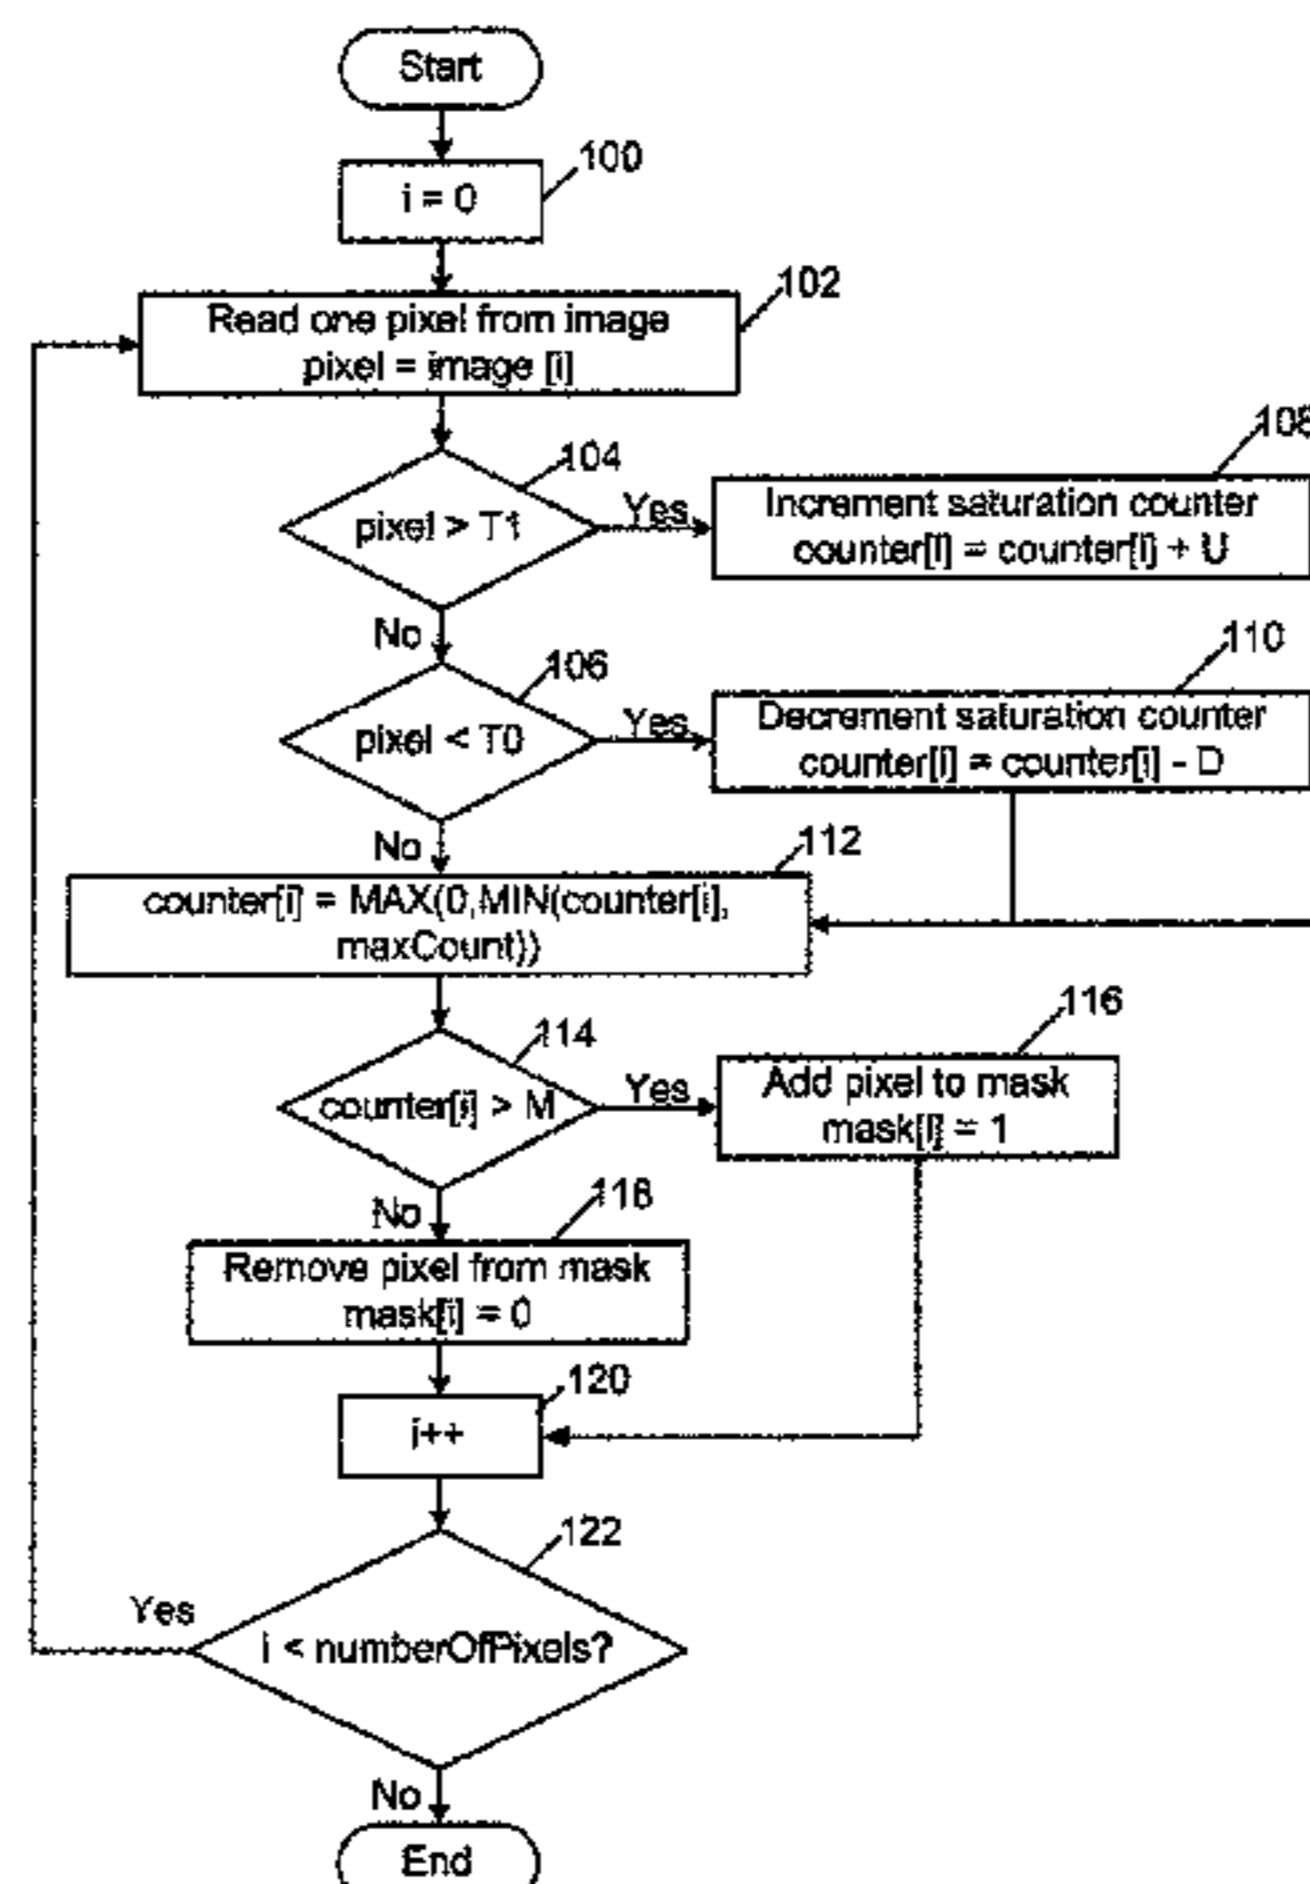 Start
100
i = 0
102
Read one pixel from image
pixel = image [i]
104
pixel > T1
Yes
108
Increment saturation counter
counter[i] = counter[i] + U
No
106
pixel < T0
Yes
110
Decrement saturation counter
counter[i] = counter[i] - D
No
112
counter[i] = MAX(0,MIN(counter[i],
maxCount))
114
counter[i] > M
Yes
116
Add pixel to mask
mask[i] = 1
No
118
Remove pixel from mask
mask[i] = 0
120
i++
122
i < numberOfPixels?
Yes
No
End